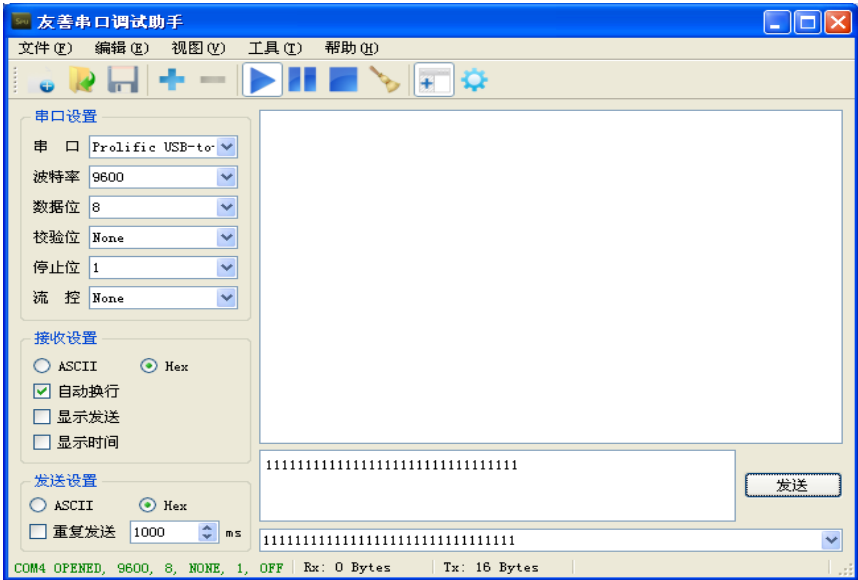 友善串口调试助手
文件(F) 编辑(E) 视图(V) 工具(T) 帮助(H)
串口设置
串 口 Prolific USB-to-
波特率 9600
数据位 8
校验位 None
停止位 1
流 控 None
接收设置
ASCII Hex
自动换行
显示发送
显示时间
发送设置
ASCII Hex
重复发送 1000 ms
11111111111111111111111111111111
发送
11111111111111111111111111111111
COM4 OPENED, 9600, 8, NONE, 1, OFF Rx: 0 Bytes Tx: 16 Bytes